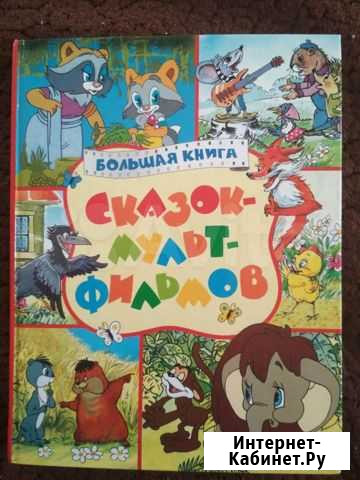 БОЛЬШАЯ КНИГА
СКАЗОК-
МУЛЬТ-
ФИЛЬМОВ
Интернет-
Кабинет.Ру